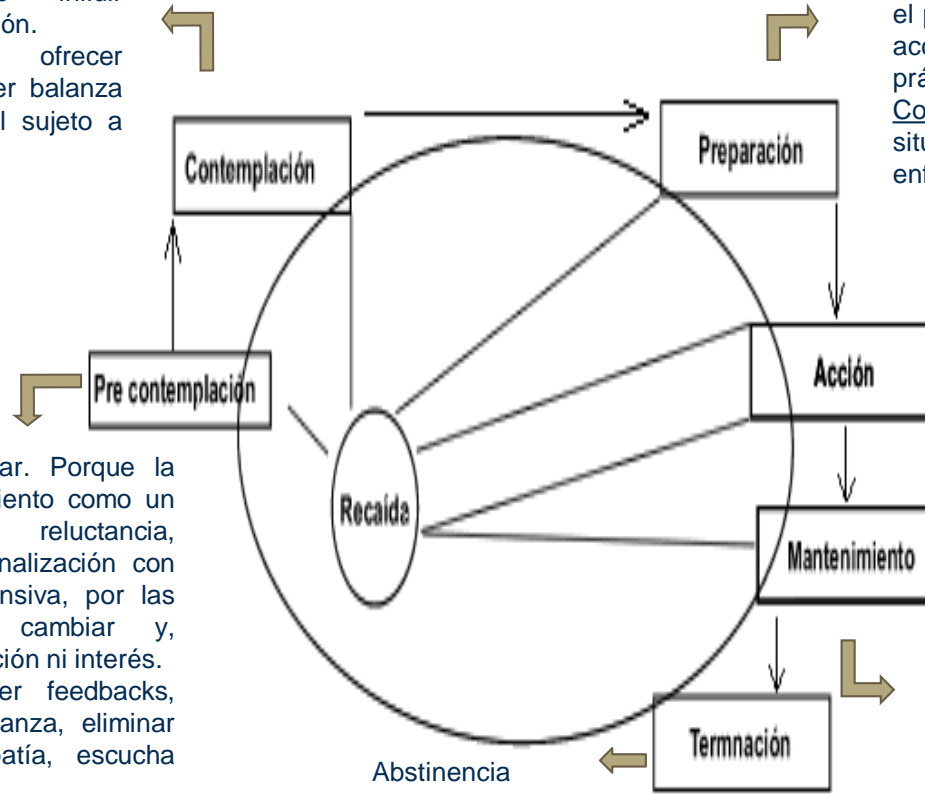 ón.
ofrecer
er balanza
l sujeto a
el p
acc
prá
Co
situ
enf
Contemplación
Preparación
Pre contemplación
Acción
Recaída
Mantenimiento
Termnación
ar. Porque la
iento como un
reluctancia,
nalización con
nsiva, por las
cambiar y,
ción ni interés.
er feedbacks,
anza, eliminar
patía, escucha
Abstinencia